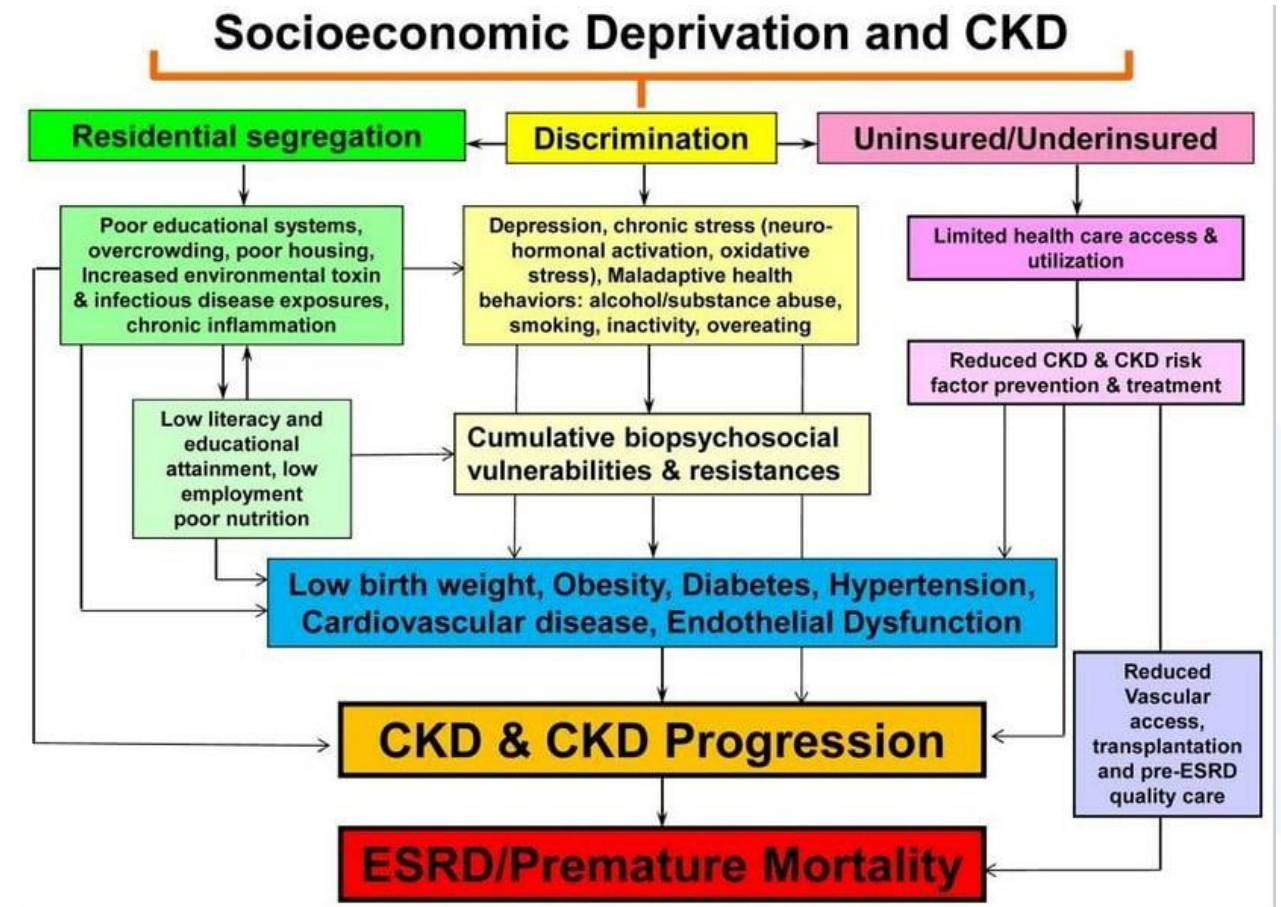 Socioeconomic Deprivation and CKD
Residential segregation
Discrimination
Uninsured/Underinsured
Poor educational systems,
overcrowding, poor housing,
Increased environmental toxin
& infectious disease exposures,
chronic inflammation
Depression, chronic stress (neuro-
hormonal activation, oxidative
stress), Maladaptive health
behaviors: alcohol/substance abuse,
smoking, inactivity, overeating
Limited health care access &
utilization
Reduced CKD & CKD risk
factor prevention & treatment
Low literacy and
educational
attainment, low
employment
poor nutrition
Cumulative biopsychosocial
vulnerabilities & resistances
Low birth weight, Obesity, Diabetes, Hypertension,
Cardiovascular disease, Endothelial Dysfunction
Reduced
Vascular
access,
transplantation
and pre-ESRD
quality care
CKD & CKD Progression
ESRD/Premature Mortality